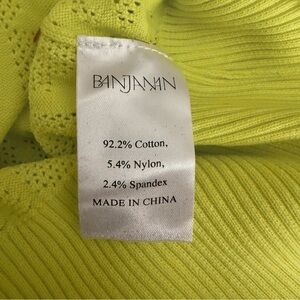 BANJANAN
92.2% Cotton,
5.4% Nylon,
2.4% Spandex
MADE IN CHINA